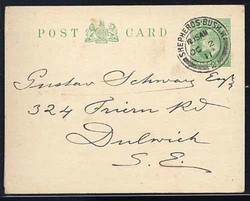 POST CARD
SHEPHERDS·BUSH
Gustav Schwarz Esq
324 Friern Rd
Dulwich
S. E.